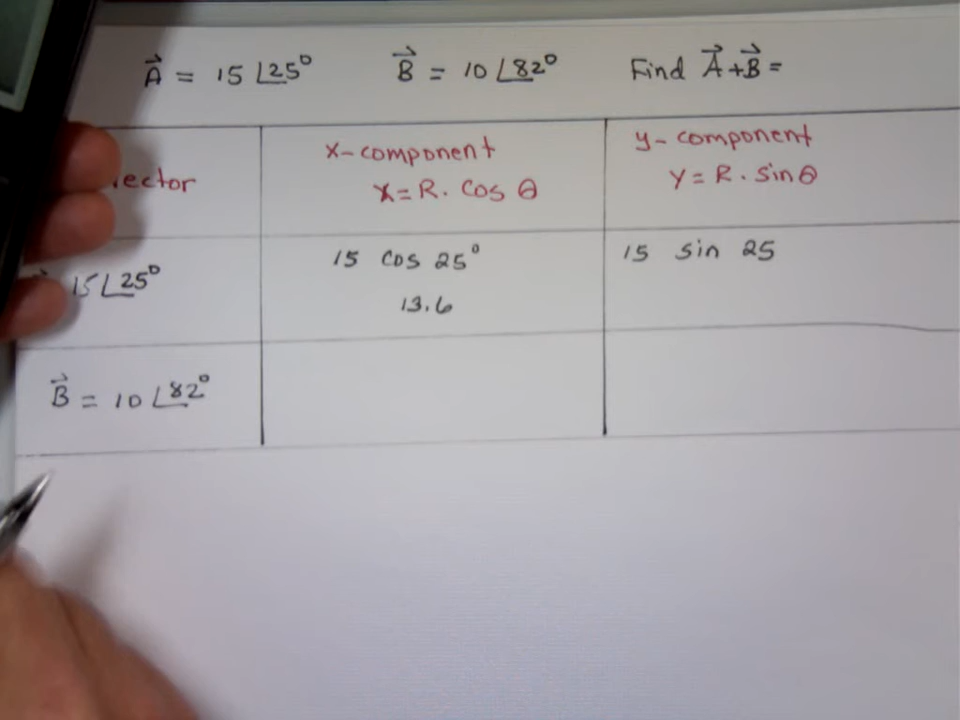 A⃗ = 15 ∠25° B⃗ = 10 ∠82° Find A⃗+B⃗ =
x-component
x = R. cos θ
y-component
y = R. sin θ
15 ∠25°
15 cos 25°
13.6
15 sin 25
B⃗ = 10 ∠82°